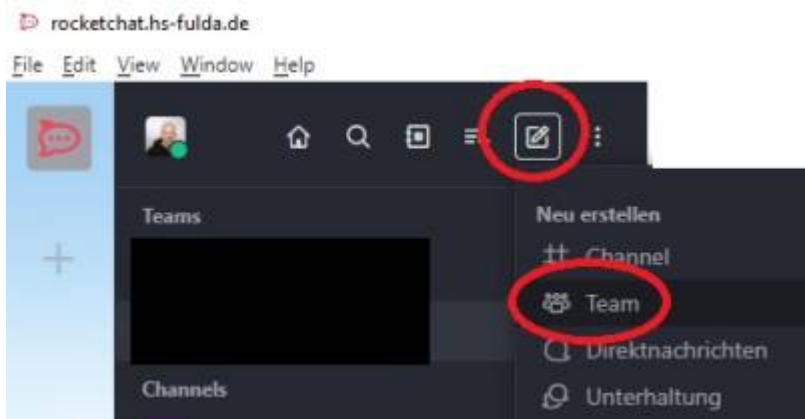 rocketchat.hs-fulda.de
File Edit View Window Help
Teams
Neu erstellen
Channel
Team
Direktnachrichten
Channels
Unterhaltung